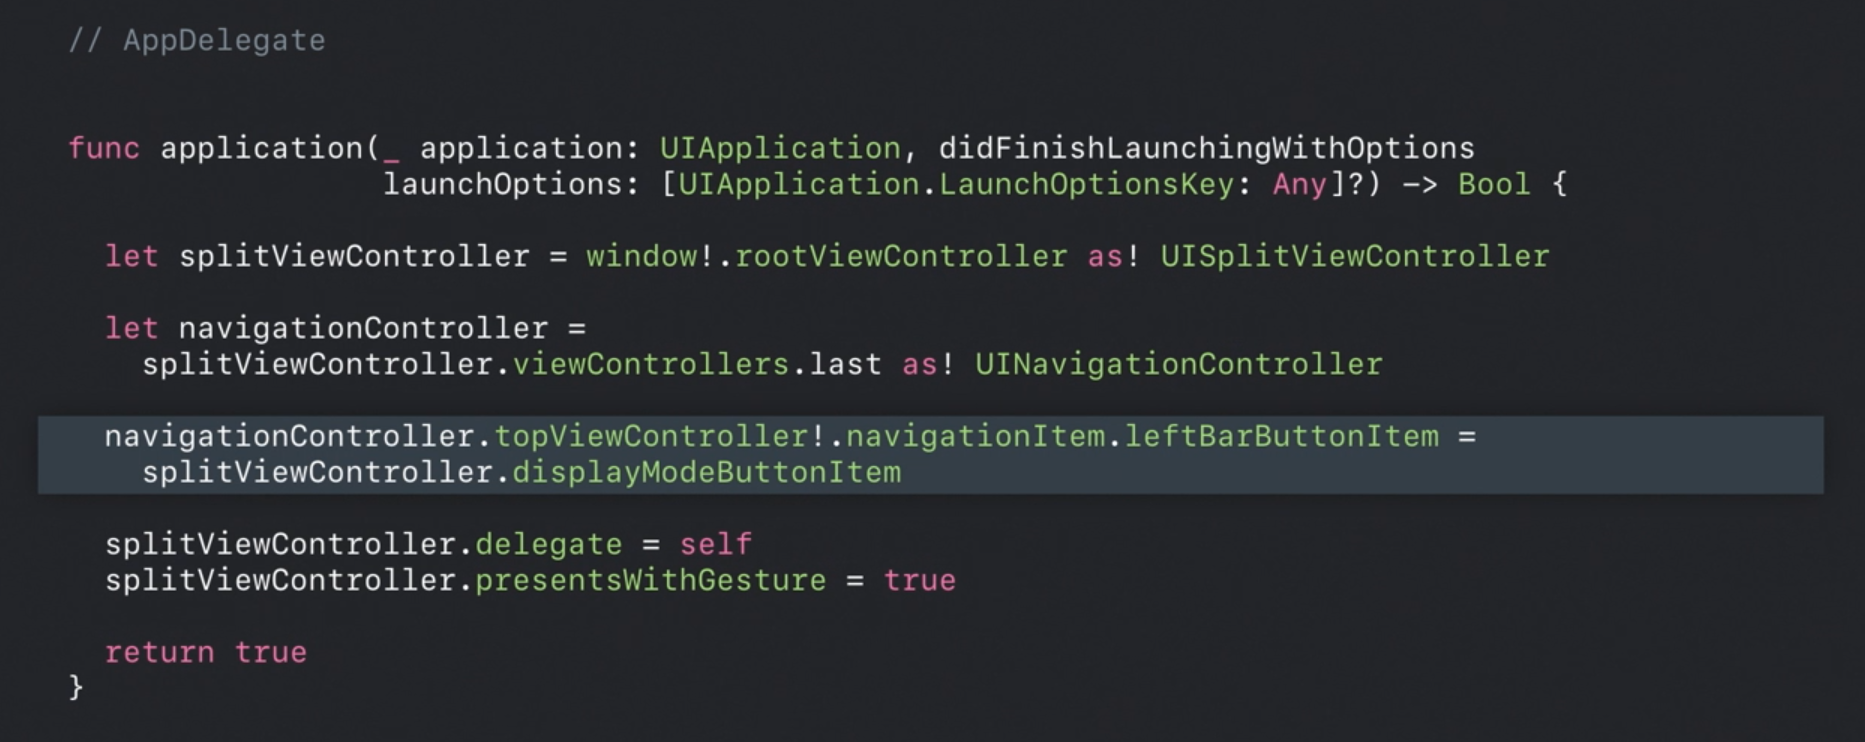 // AppDelegate
func application(_ application: UIApplication, didFinishLaunchingWithOptions
launchOptions: [UIApplication.LaunchOptionsKey: Any]?) -> Bool {
let splitViewController = window!.rootViewController as! UISplitViewController
let navigationController =
splitViewController.viewControllers.last as! UINavigationController
navigationController.topViewController!.navigationItem.leftBarButtonItem =
splitViewController.displayModeButtonItem
splitViewController.delegate = self
splitViewController.presentsWithGesture = true
return true
}